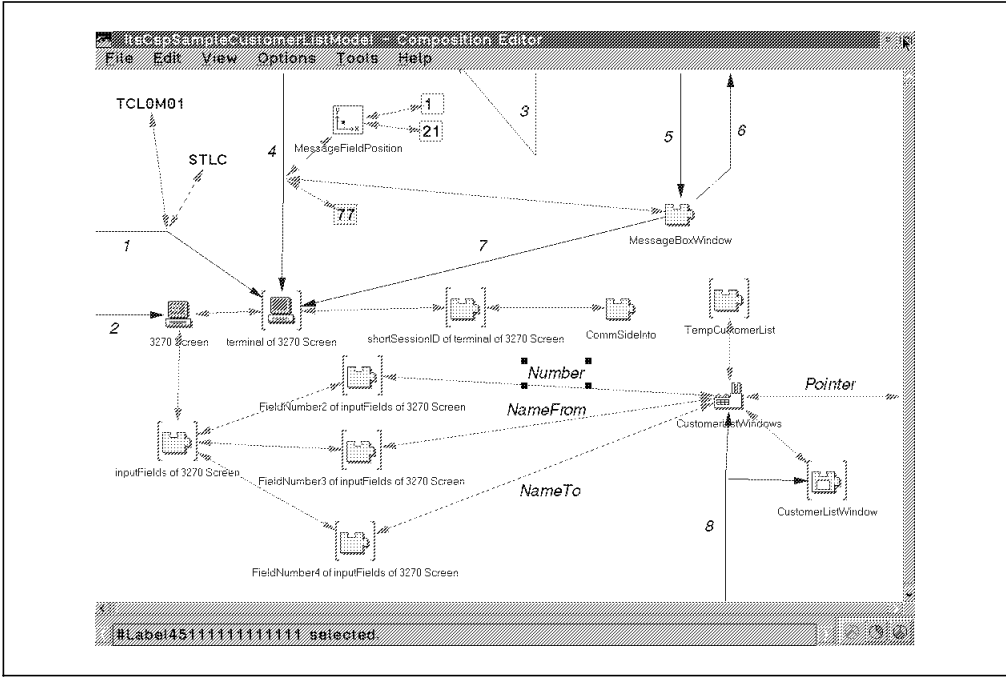 ItsCspSampleCustomerListModel - Composition Editor
File Edit View Options Tools Help
TCL0M01
STLC
4
y
x
MessageFieldPosition
1
21
3
5
6
77
MessageBoxWindow
1
7
2
3270 Screen
terminal of 3270 Screen
shortSessionID of terminal of 3270 Screen
CommSideInfo
TempCustomerList
Number
Pointer
FieldNumber2 of inputFields of 3270 Screen
NameFrom
CustomerListWindows
inputFields of 3270 Screen
FieldNumber3 of inputFields of 3270 Screen
NameTo
CustomerListWindow
8
FieldNumber4 of inputFields of 3270 Screen
#Label45111111111111 selected.